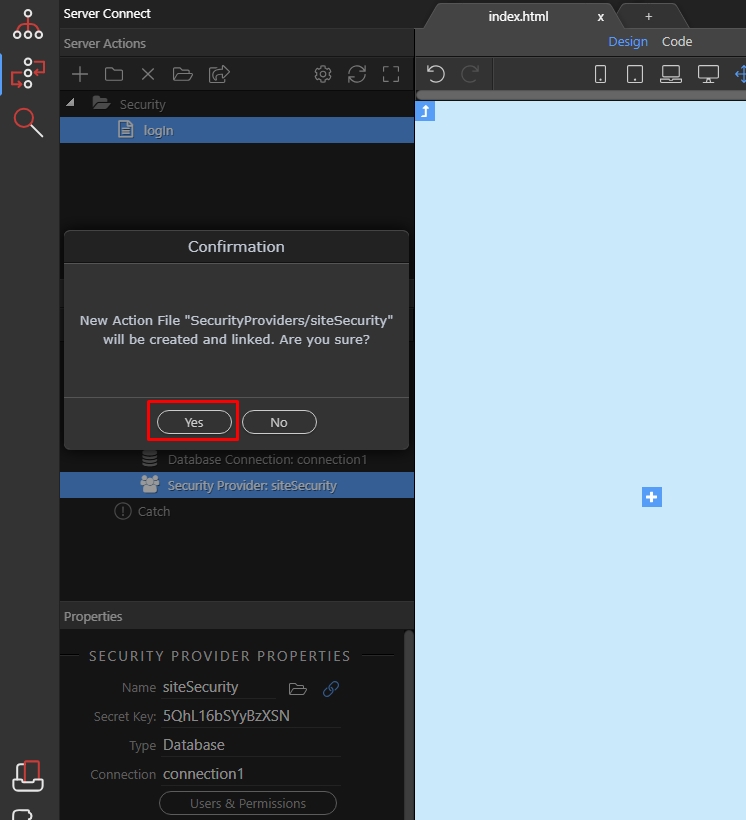 Server Connect
index.html
x
+
Server Actions
Design
Code
Security
logIn
Confirmation
New Action File "SecurityProviders/siteSecurity"
will be created and linked. Are you sure?
Yes
No
Database Connection: connection1
Security Provider: siteSecurity
Catch
Properties
SECURITY PROVIDER PROPERTIES
Name siteSecurity
Secret Key: 5QhL16bSYyBzXSN
Type Database
Connection connection1
Users & Permissions